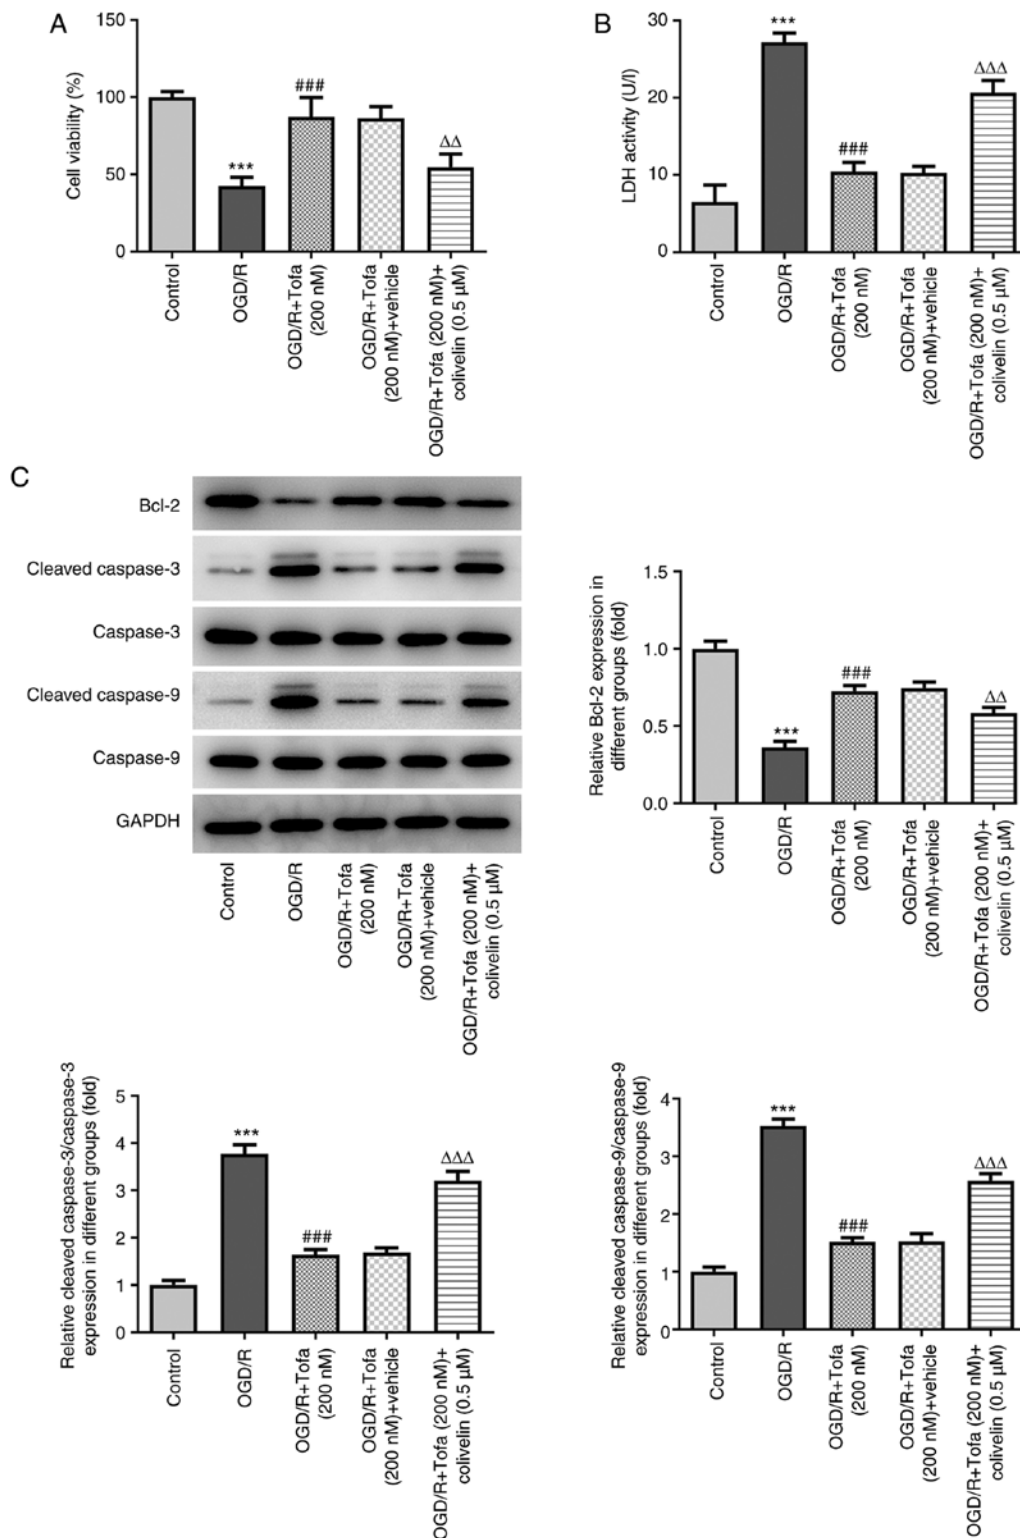 A
Cell viability (%)
150
100
50
0
***
###
ΔΔ
Control
OGD/R
OGD/R+Tofa
(200 nM)
OGD/R+Tofa
(200 nM)+vehicle
OGD/R+Tofa (200 nM)+
colivelin (0.5 µM)
B
LDH activity (U/l)
30
20
10
0
***
###
ΔΔΔ
Control
OGD/R
OGD/R+Tofa
(200 nM)
OGD/R+Tofa
(200 nM)+vehicle
OGD/R+Tofa (200 nM)+
colivelin (0.5 µM)
C
Bcl-2
Cleaved caspase-3
Caspase-3
Cleaved caspase-9
Caspase-9
GAPDH
Control
OGD/R
OGD/R+Tofa
(200 nM)
OGD/R+Tofa
(200 nM)+vehicle
OGD/R+Tofa (200 nM)+
colivelin (0.5 µM)
Relative Bcl-2 expression in
different groups (fold)
1.5
1.0
0.5
0.0
***
###
ΔΔ
Control
OGD/R
OGD/R+Tofa
(200 nM)
OGD/R+Tofa
(200 nM)+vehicle
OGD/R+Tofa (200 nM)+
colivelin (0.5 µM)
Relative cleaved caspase-3/caspase-3
expression in different groups (fold)
5
4
3
2
1
0
***
###
ΔΔΔ
Control
OGD/R
OGD/R+Tofa
(200 nM)
OGD/R+Tofa
(200 nM)+vehicle
OGD/R+Tofa (200 nM)+
colivelin (0.5 µM)
Relative cleaved caspase-9/caspase-9
expression in different groups (fold)
4
3
2
1
0
***
###
ΔΔΔ
Control
OGD/R
OGD/R+Tofa
(200 nM)
OGD/R+Tofa
(200 nM)+vehicle
OGD/R+Tofa (200 nM)+
colivelin (0.5 µM)